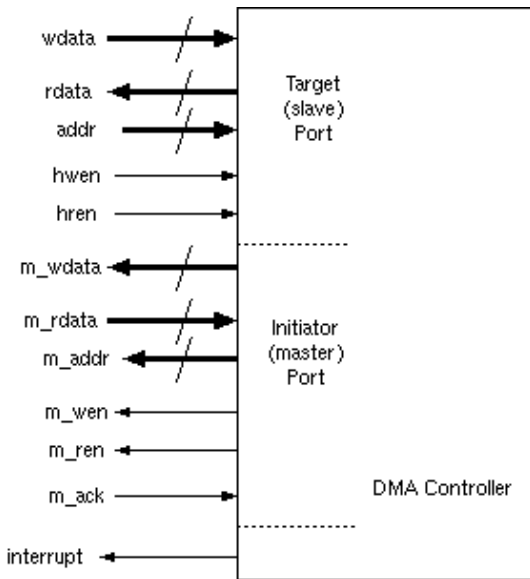 wdata
rdata
addr
hwen
hren
Target
(slave)
Port
m_wdata
m_rdata
m_addr
m_wen
m_ren
m_ack
Initiator
(master)
Port
DMA Controller
interrupt